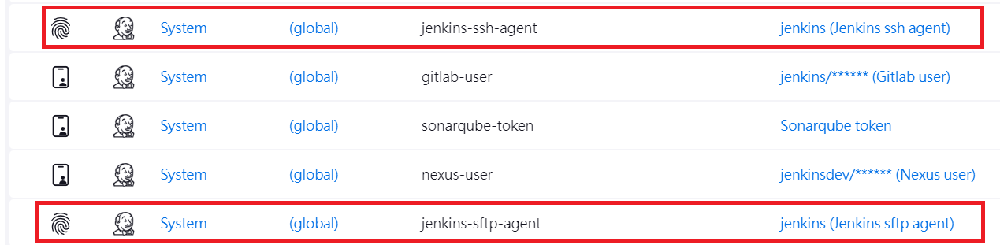 System (global) jenkins-ssh-agent jenkins (Jenkins ssh agent)
System (global) gitlab-user jenkins/****** (Gitlab user)
System (global) sonarqube-token Sonarqube token
System (global) nexus-user jenkinsdev/****** (Nexus user)
System (global) jenkins-sftp-agent jenkins (Jenkins sftp agent)